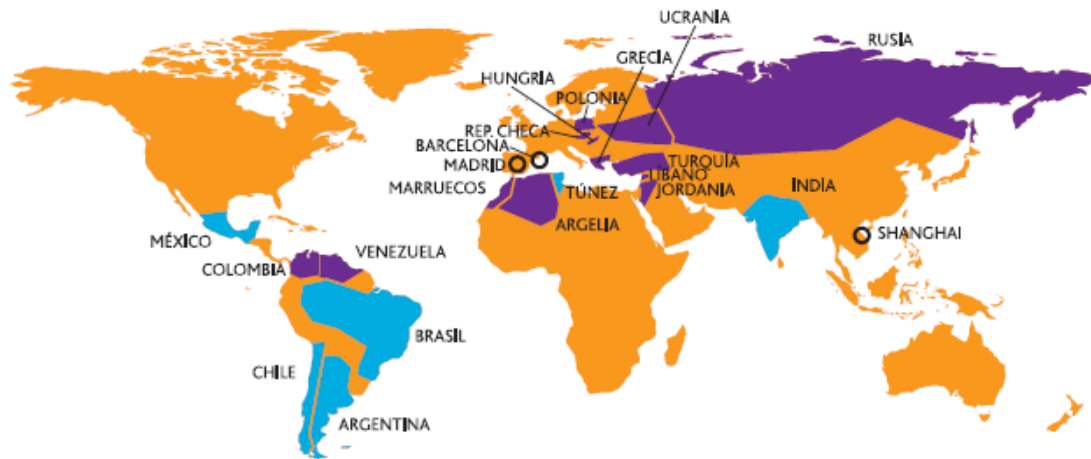 UCRANIA
RUSIA
GRECIA
HUNGRIA
POLONIA
REP. CHECA
BARCELONA
MADRID
TURQUÍA
LIBANO
MARRUECOS
TÚNEZ
JORDANIA
INDIA
ARGELIA
SHANGHAI
MÉXICO
VENEZUELA
COLOMBIA
BRASIL
CHILE
ARGENTINA